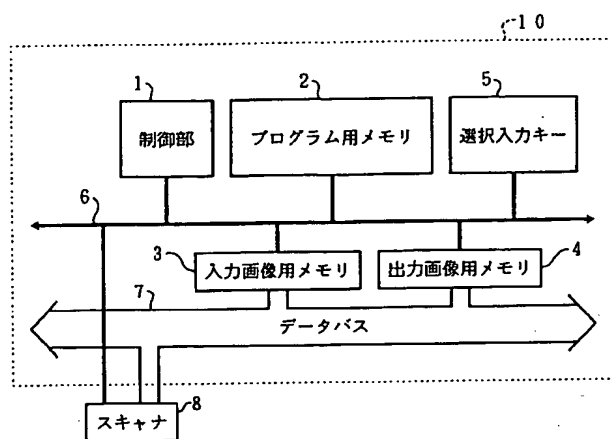 10
1
制御部
2
プログラム用メモリ
5
選択入力キー
6
3
入力画像用メモリ
出力画像用メモリ
4
7
データバス
スキャナ
8